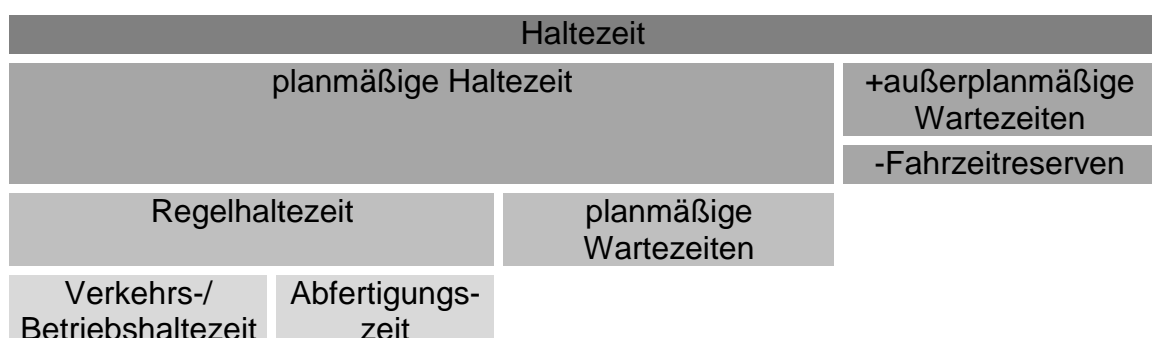 Haltezeit
planmäßige Haltezeit
+außerplanmäßige
Wartezeiten
-Fahrzeitreserven
Regelhaltezeit
planmäßige
Wartezeiten
Verkehrs-/
Betriebshaltezeit
Abfertigungs-
zeit